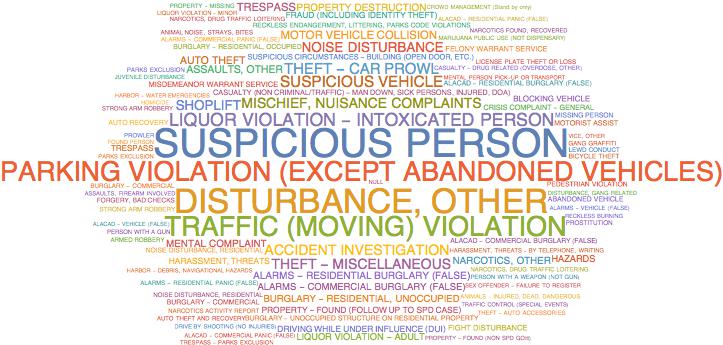 PROPERTY - MISSING TRESPASS PROPERTY DESTRUCTION CROWD MANAGEMENT (Stand by only)
LIQUOR VIOLATION - MINOR FRAUD (INCLUDING IDENTITY THEFT)
NARCOTICS, DRUG TRAFFIC LOITERING ALACAD - RESIDENTIAL PANIC (FALSE)
RECKLESS ENDANGERMENT, LITTERING, PARKS CODE VIOLATIONS
ANIMAL NOISE, STRAYS, BITES MOTOR VEHICLE COLLISION NARCOTICS FOUND, RECOVERED
ALARMS - COMMERCIAL PANIC (FALSE) MARIJUANA PUBLIC USE (NOT DISPENSARY)
BURGLARY - RESIDENTIAL, OCCUPIED NOISE DISTURBANCE FELONY WARRANT SERVICE
SUSPICIOUS CIRCUMSTANCES - BUILDING (OPEN DOOR, ETC.)
AUTO THEFT LICENSE PLATE THEFT OR LOSS
PARKS EXCLUSION ASSAULTS, OTHER THEFT - CAR PROWL CASUALTY - DRUG RELATED (OVERDOSE, OTHER)
JUVENILE DISTURBANCE MENTAL PERSON PICK-UP OR TRANSPORT
MISDEMEANOR WARRANT SERVICE SUSPICIOUS VEHICLE ALACAD - RESIDENTIAL BURGLARY (FALSE)
CASUALTY (NON CRIMINAL/TRAFFIC) - MAN DOWN, SICK PERSONS, INJURED, DOA)
HARBOR - WATER EMERGENCIES BLOCKING VEHICLE
HOMICIDE SHOPLIFT MISCHIEF, NUISANCE COMPLAINTS
STRONG ARM ROBBERY CRISIS COMPLAINT - GENERAL
LIQUOR VIOLATION - INTOXICATED PERSON MISSING PERSON
AUTO RECOVERY MOTORIST ASSIST
PROWLER SUSPICIOUS PERSON VICE, OTHER
FOUND PERSON GANG GRAFFITI
TRESPASS LEWD CONDUCT
PARKS EXCLUSION BICYCLE THEFT
PARKING VIOLATION (EXCEPT ABANDONED VEHICLES)
NULL
BURGLARY - COMMERCIAL PEDESTRIAN VIOLATION
ASSAULTS, FIREARM INVOLVED DISTURBANCE, OTHER DISTURBANCE, GANG RELATED
FORGERY, BAD CHECKS ABANDONED VEHICLE
STRONG ARM ROBBERY ALARMS - VEHICLE (FALSE)
RECKLESS BURNING
ALACAD - VEHICLE (FALSE) TRAFFIC (MOVING) VIOLATION PROSTITUTION
PERSON WITH A GUN
ARMED ROBBERY ALACAD - COMMERCIAL BURGLARY (FALSE)
MENTAL COMPLAINT
NOISE DISTURBANCE, RESIDENTIAL ACCIDENT INVESTIGATION HARASSMENT, THREATS - BY TELEPHONE, WRITING
HARASSMENT, THREATS THEFT - MISCELLANEOUS NARCOTICS, OTHER HAZARDS
HARBOR - DEBRIS, NAVIGATIONAL HAZARDS NARCOTICS, DRUG TRAFFIC LOITERING
ALARMS - RESIDENTIAL BURGLARY (FALSE) PERSON WITH A WEAPON (NOT GUN)
ALARMS - RESIDENTIAL PANIC (FALSE) ALARMS - COMMERCIAL BURGLARY (FALSE) SEX OFFENDER - FAILURE TO REGISTER
NOISE DISTURBANCE, RESIDENTIAL BURGLARY - RESIDENTIAL, UNOCCUPIED ANIMALS - INJURED, DEAD, DANGEROUS
BURGLARY - COMMERCIAL TRAFFIC CONTROL (SPECIAL EVENTS)
NARCOTICS ACTIVITY REPORT PROPERTY - FOUND (FOLLOW UP TO SPD CASE) THEFT - AUTO ACCESSORIES
AUTO THEFT AND RECOVERY BURGLARY - UNOCCUPIED STRUCTURE ON RESIDENTIAL PROPERTY
DRIVE BY SHOOTING (NO INJURIES) DRIVING WHILE UNDER INFLUENCE (DUI) FIGHT DISTURBANCE
ALACAD - COMMERCIAL PANIC (FALSE) LIQUOR VIOLATION - ADULT PROPERTY - FOUND (NON SPD GOH)
TRESPASS - PARKS EXCLUSION